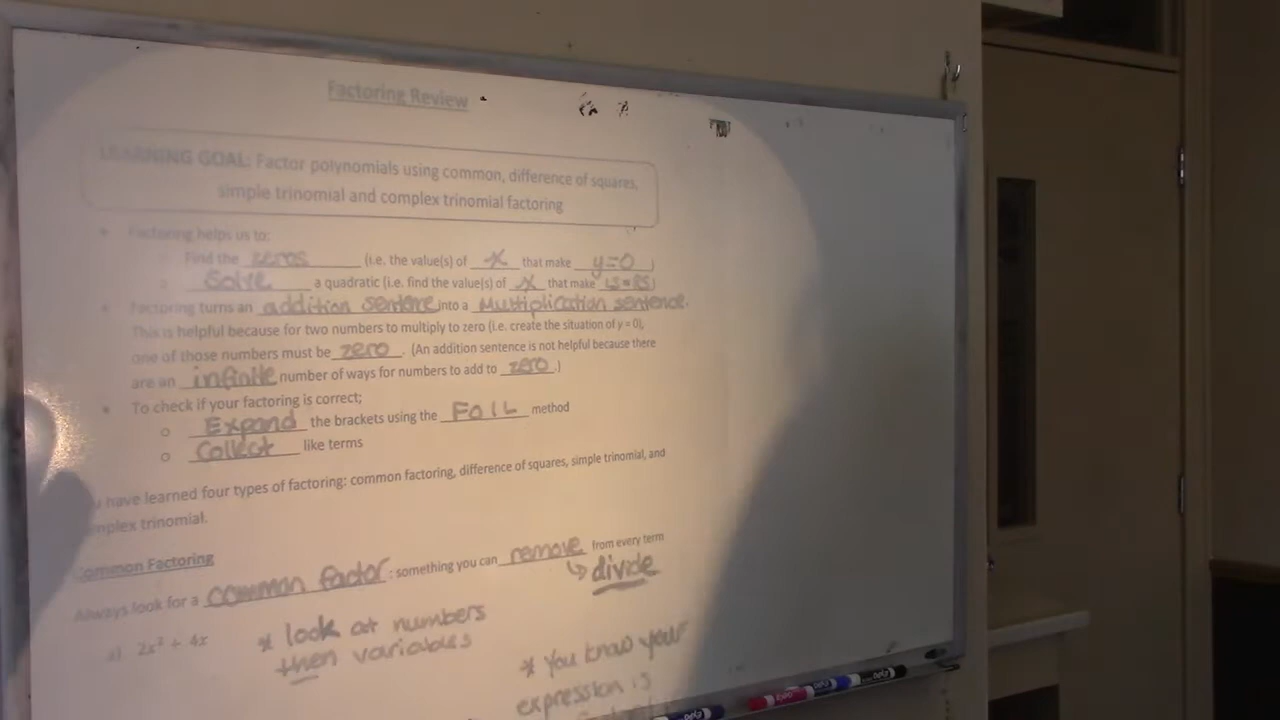 Factoring Review
LEARNING GOAL: Factor polynomials using common, difference of squares,
simple trinomial and complex trinomial factoring
Factoring helps us to:
Find the zeros (i.e. the value(s) of x that make y=0)
Solve a quadratic (i.e. find the value(s) of x that make LS=RS)
Factoring turns an addition sentence into a Multiplication sentence.
This is helpful because for two numbers to multiply to zero (i.e. create the situation of y = 0),
one of those numbers must be zero. (An addition sentence is not helpful because there
are an infinite number of ways for numbers to add to zero.)
To check if your factoring is correct;
Expand the brackets using the FOIL method
Collect like terms
have learned four types of factoring: common factoring, difference of squares, simple trinomial, and
complex trinomial.
Common Factoring
Always look for a common factor: something you can remove from every term
↳ divide
a) 2x² + 4x
* look at numbers
then variables
* You know your
expression is